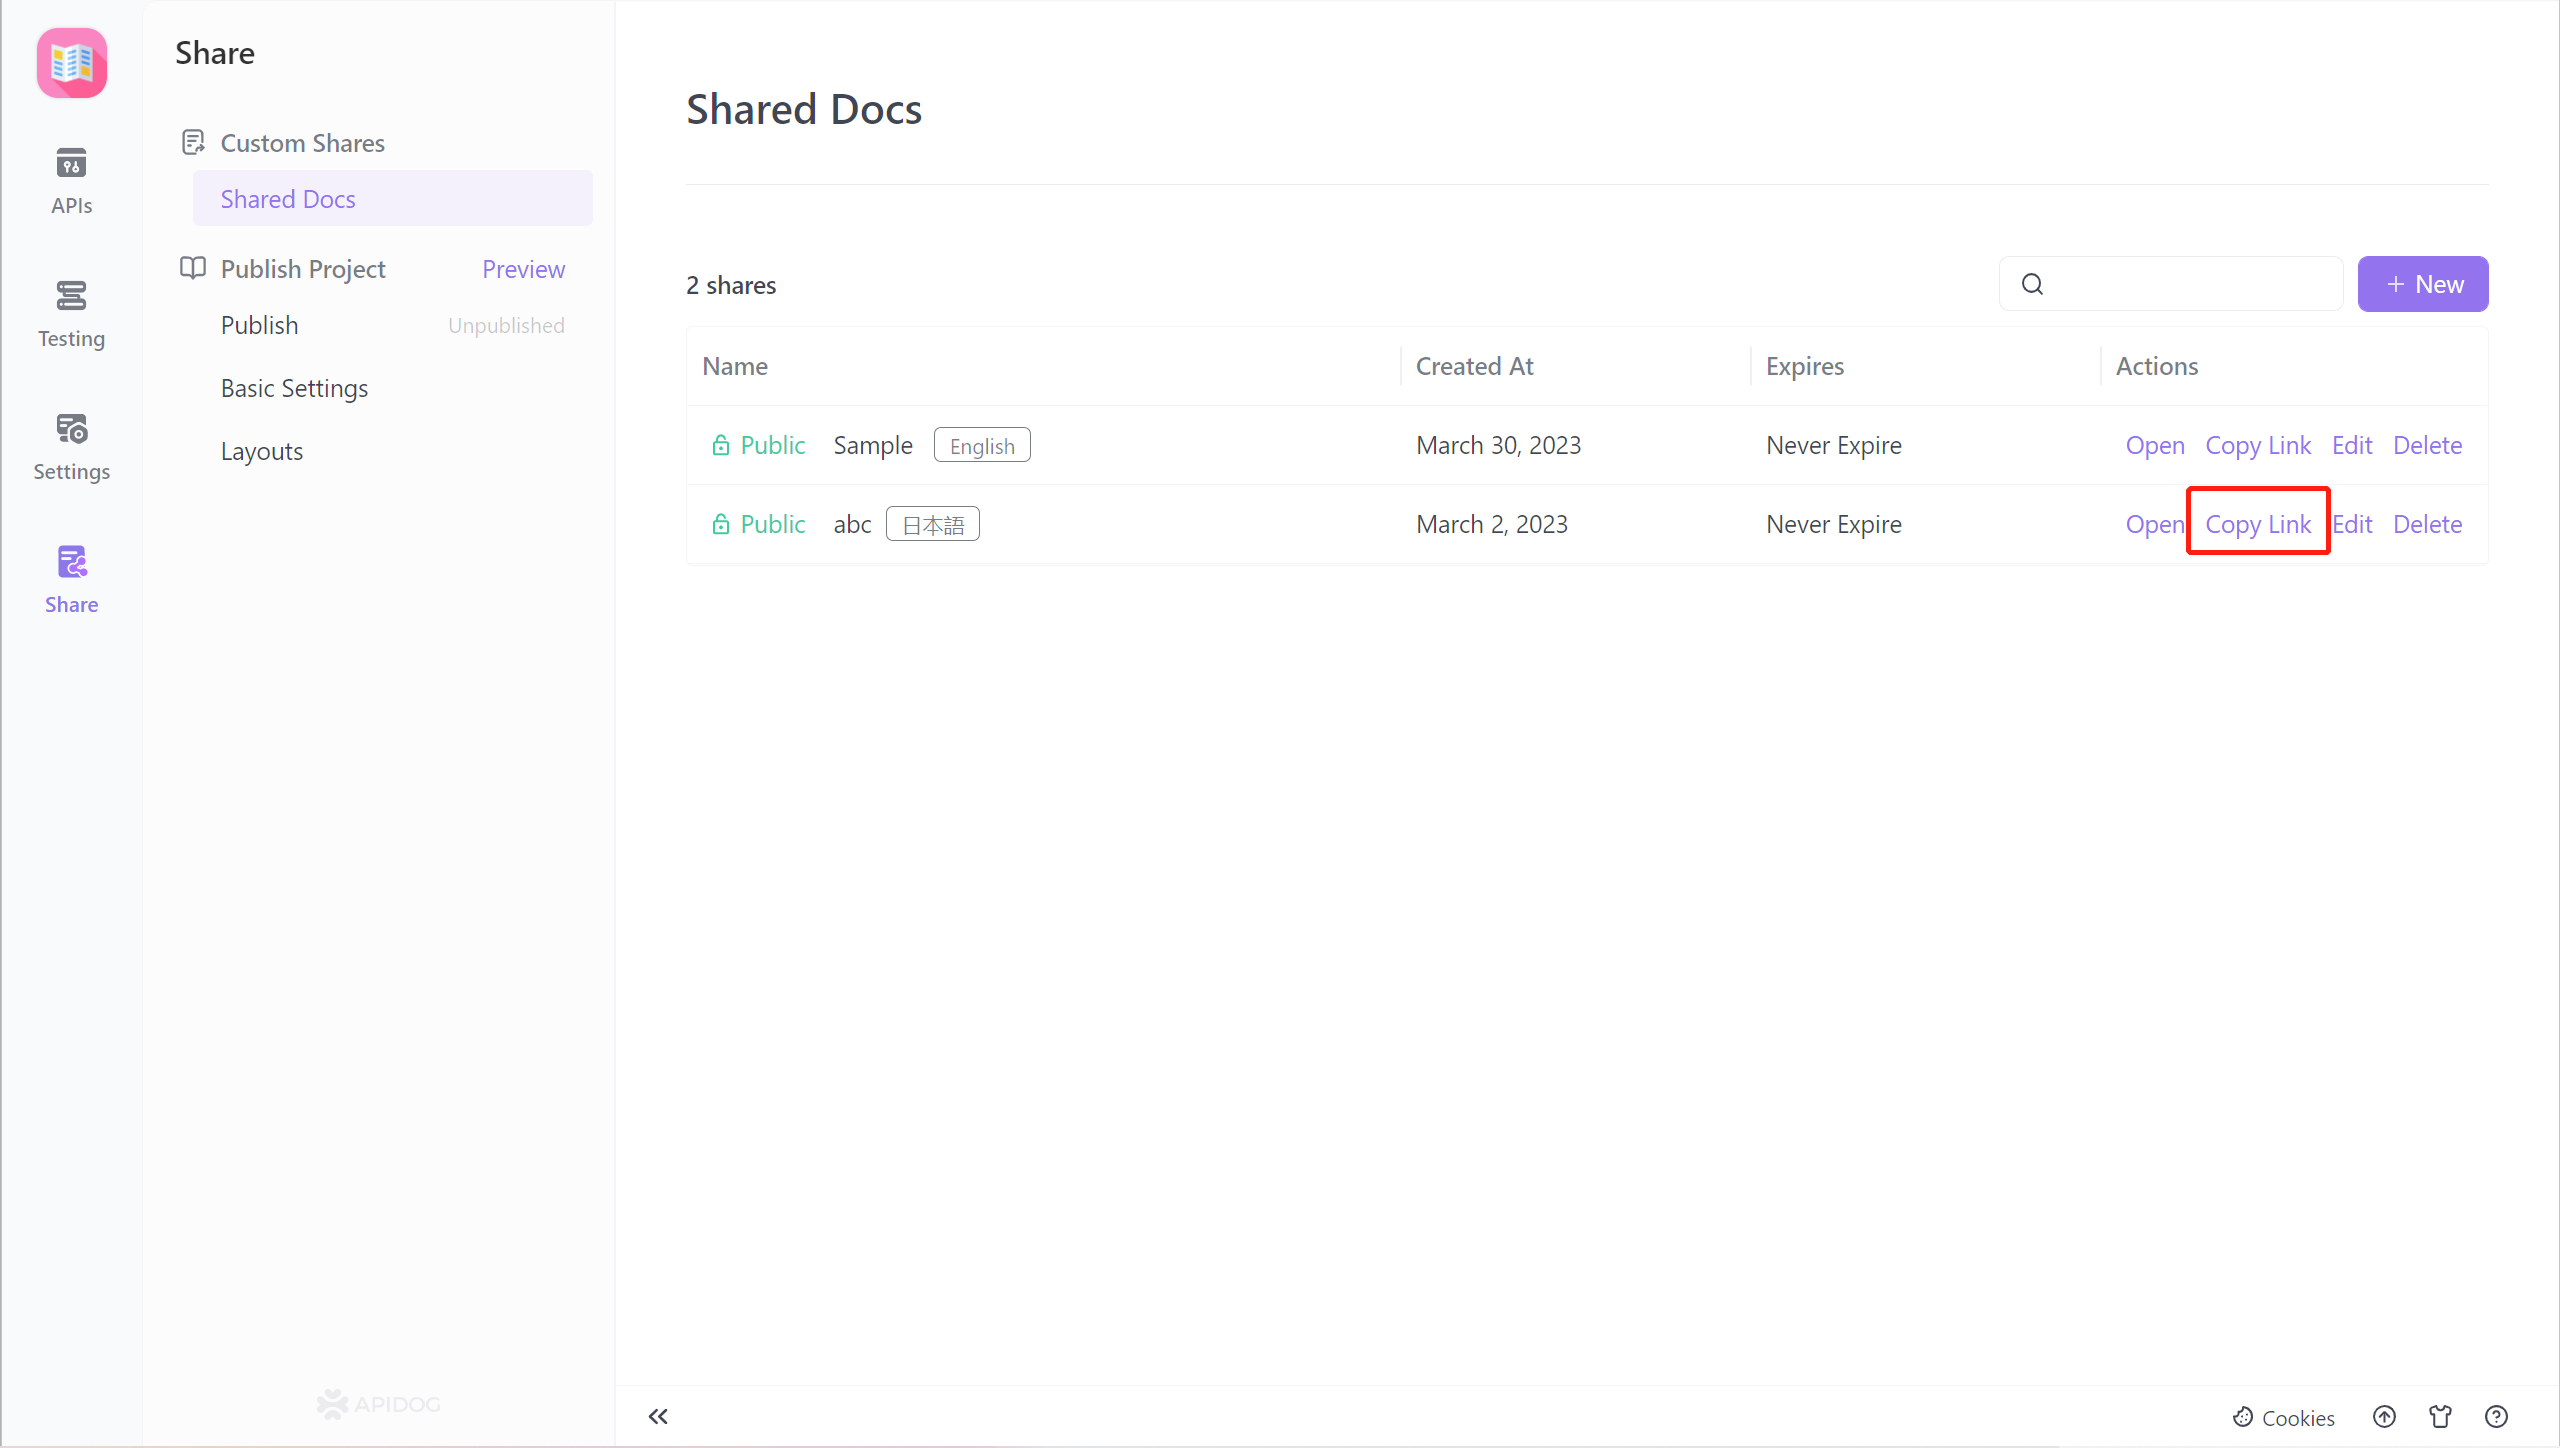 Share
APIs
Testing
Settings
Share
Custom Shares
Shared Docs
Publish Project Preview
Publish Unpublished
Basic Settings
Layouts
APIDOG
Shared Docs
2 shares
+ New
Name Created At Expires Actions
Public Sample English March 30, 2023 Never Expire Open Copy Link Edit Delete
Public abc 日本語 March 2, 2023 Never Expire Open Copy Link Edit Delete
Cookies